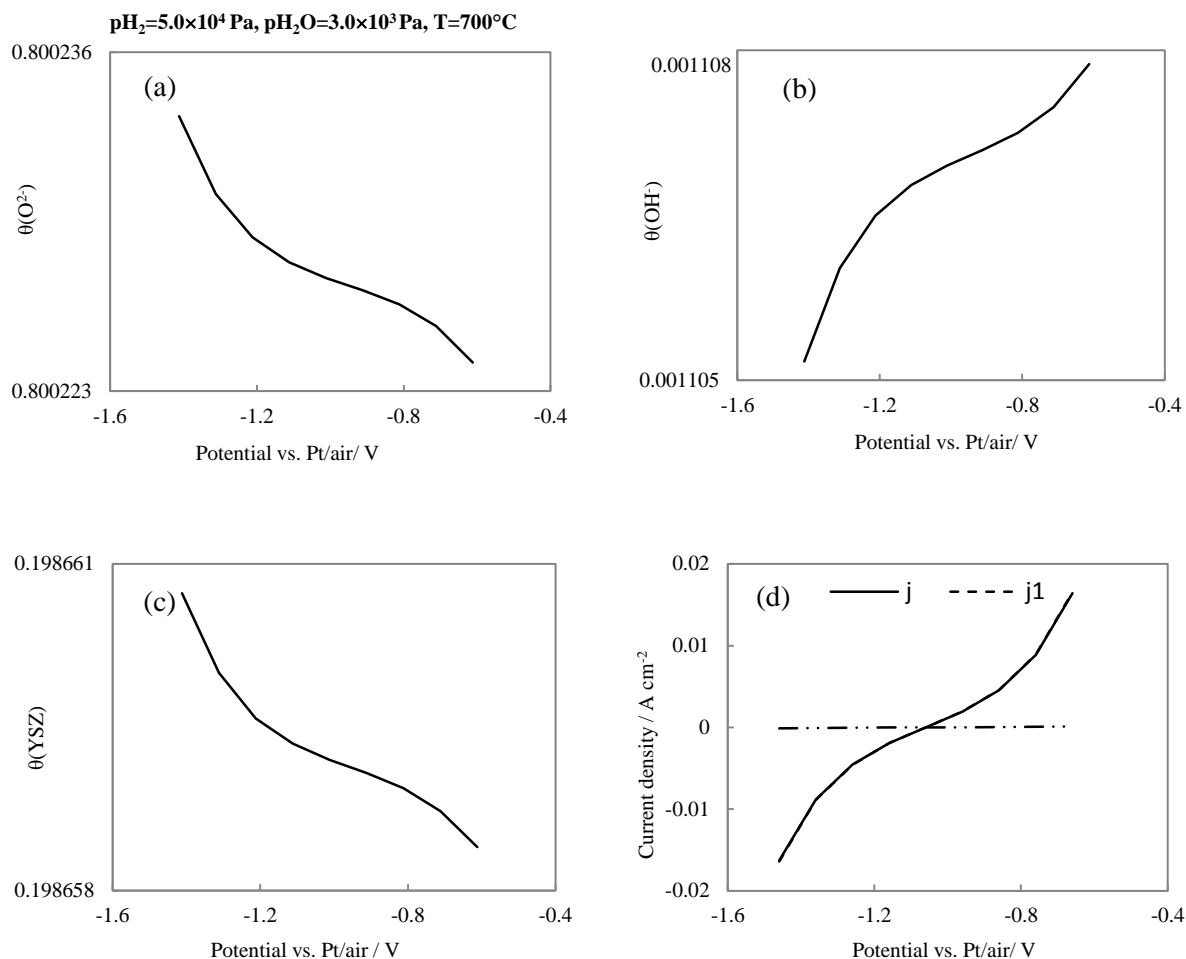 pH₂=5.0×10⁴ Pa, pH₂O=3.0×10³ Pa, T=700°C
0.800236
(a)
θ(O²⁻)
0.800223
-1.6 -1.2 -0.8 -0.4
Potential vs. Pt/air/ V
0.001108
(b)
θ(OH⁻)
0.001105
-1.6 -1.2 -0.8 -0.4
Potential vs. Pt/air/ V
0.198661
(c)
θ(YSZ)
0.198658
-1.6 -1.2 -0.8 -0.4
Potential vs. Pt/air / V
0.02
(d) j j1
0.01
Current density / A cm⁻²
0
-0.01
-0.02
-1.6 -1.2 -0.8 -0.4
Potential vs. Pt/air/ V